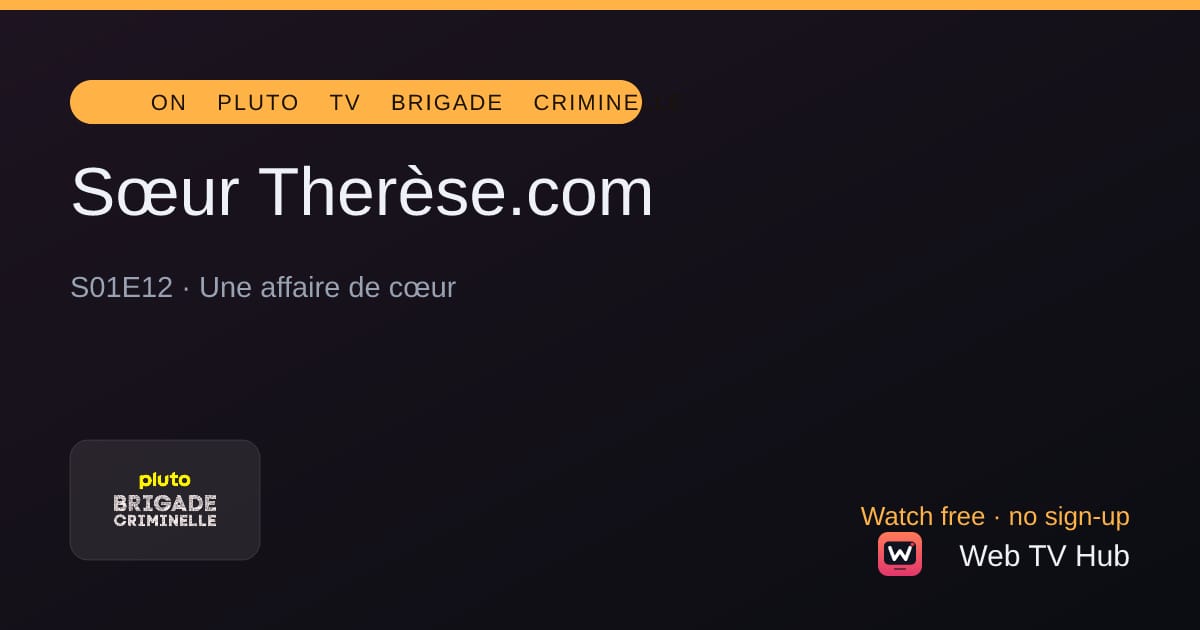 ON PLUTO TV BRIGADE CRIMINE
Sœur Therèse.com
S01E12 · Une affaire de cœur
pluto
BRIGADE
CRIMINELLE
Watch free · no sign-up
W
Web TV Hub